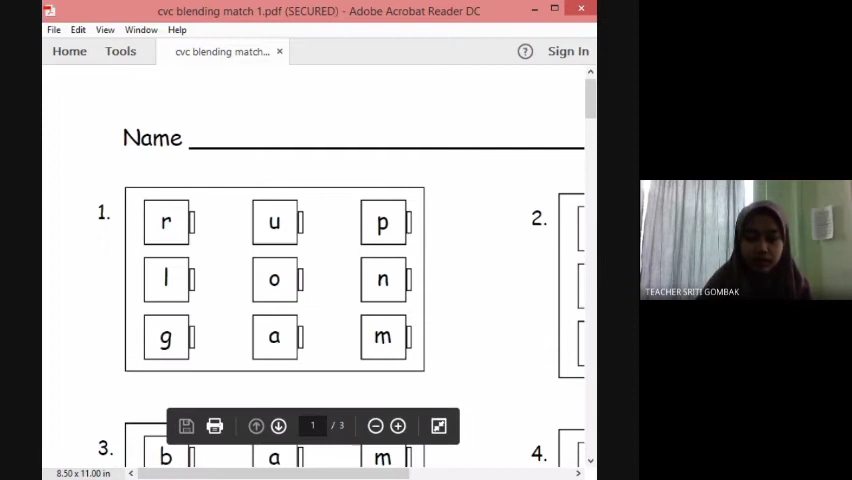 cvc blending match 1.pdf (SECURED) - Adobe Acrobat Reader DC
File Edit View Window Help
Home Tools cvc blending match... × ? Sign In
Name
1. r u p
l o n
g a m
2.
3. b a m
4.
1 / 3
8.50 x 11.00 in
TEACHER SRITI GOMBAK